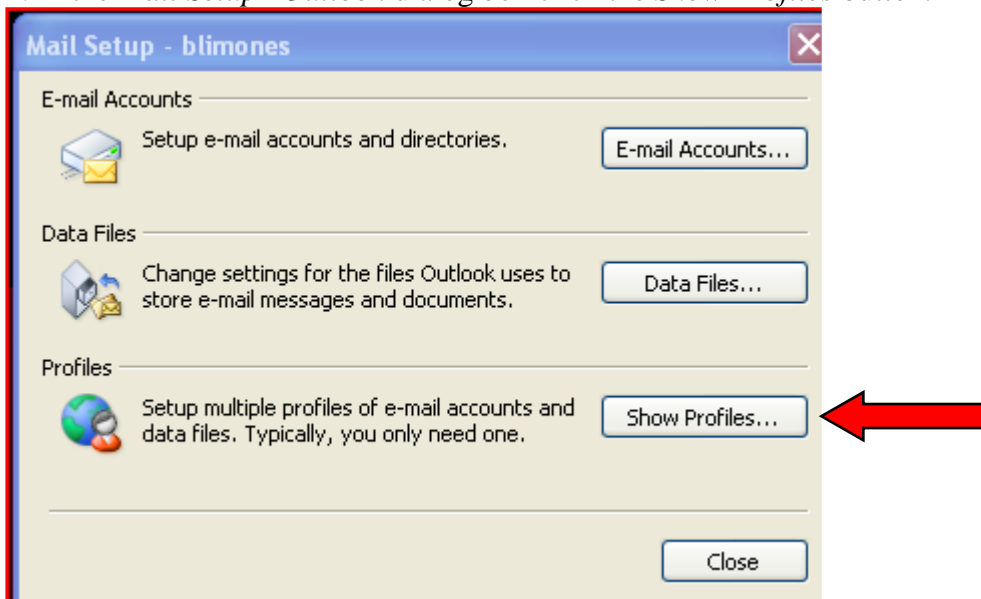 Mail Setup - blimones
E-mail Accounts
Setup e-mail accounts and directories.
E-mail Accounts...
Data Files
Change settings for the files Outlook uses to
store e-mail messages and documents.
Data Files...
Profiles
Setup multiple profiles of e-mail accounts and
data files. Typically, you only need one.
Show Profiles...
Close